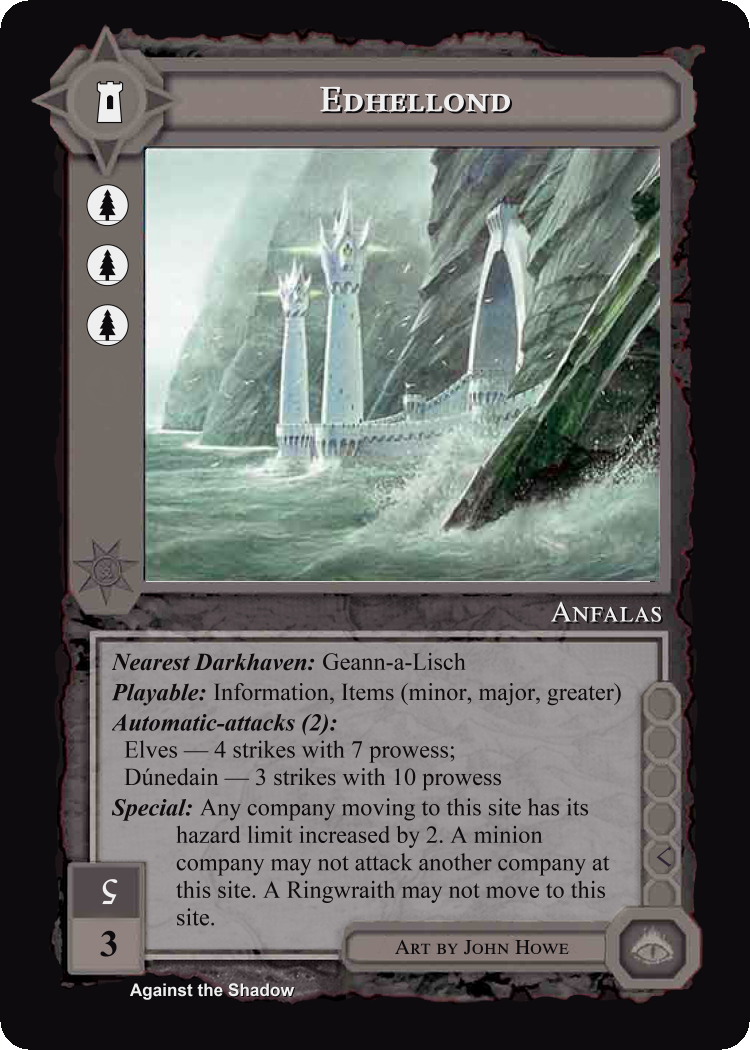 Edhellond
Anfalas
Nearest Darkhaven: Geann-a-Lisch
Playable: Information, Items (minor, major, greater)
Automatic-attacks (2):
Elves — 4 strikes with 7 prowess;
Dúnedain — 3 strikes with 10 prowess
Special: Any company moving to this site has its
hazard limit increased by 2. A minion
company may not attack another company at
this site. A Ringwraith may not move to this
site.
3
Art by John Howe
Against the Shadow